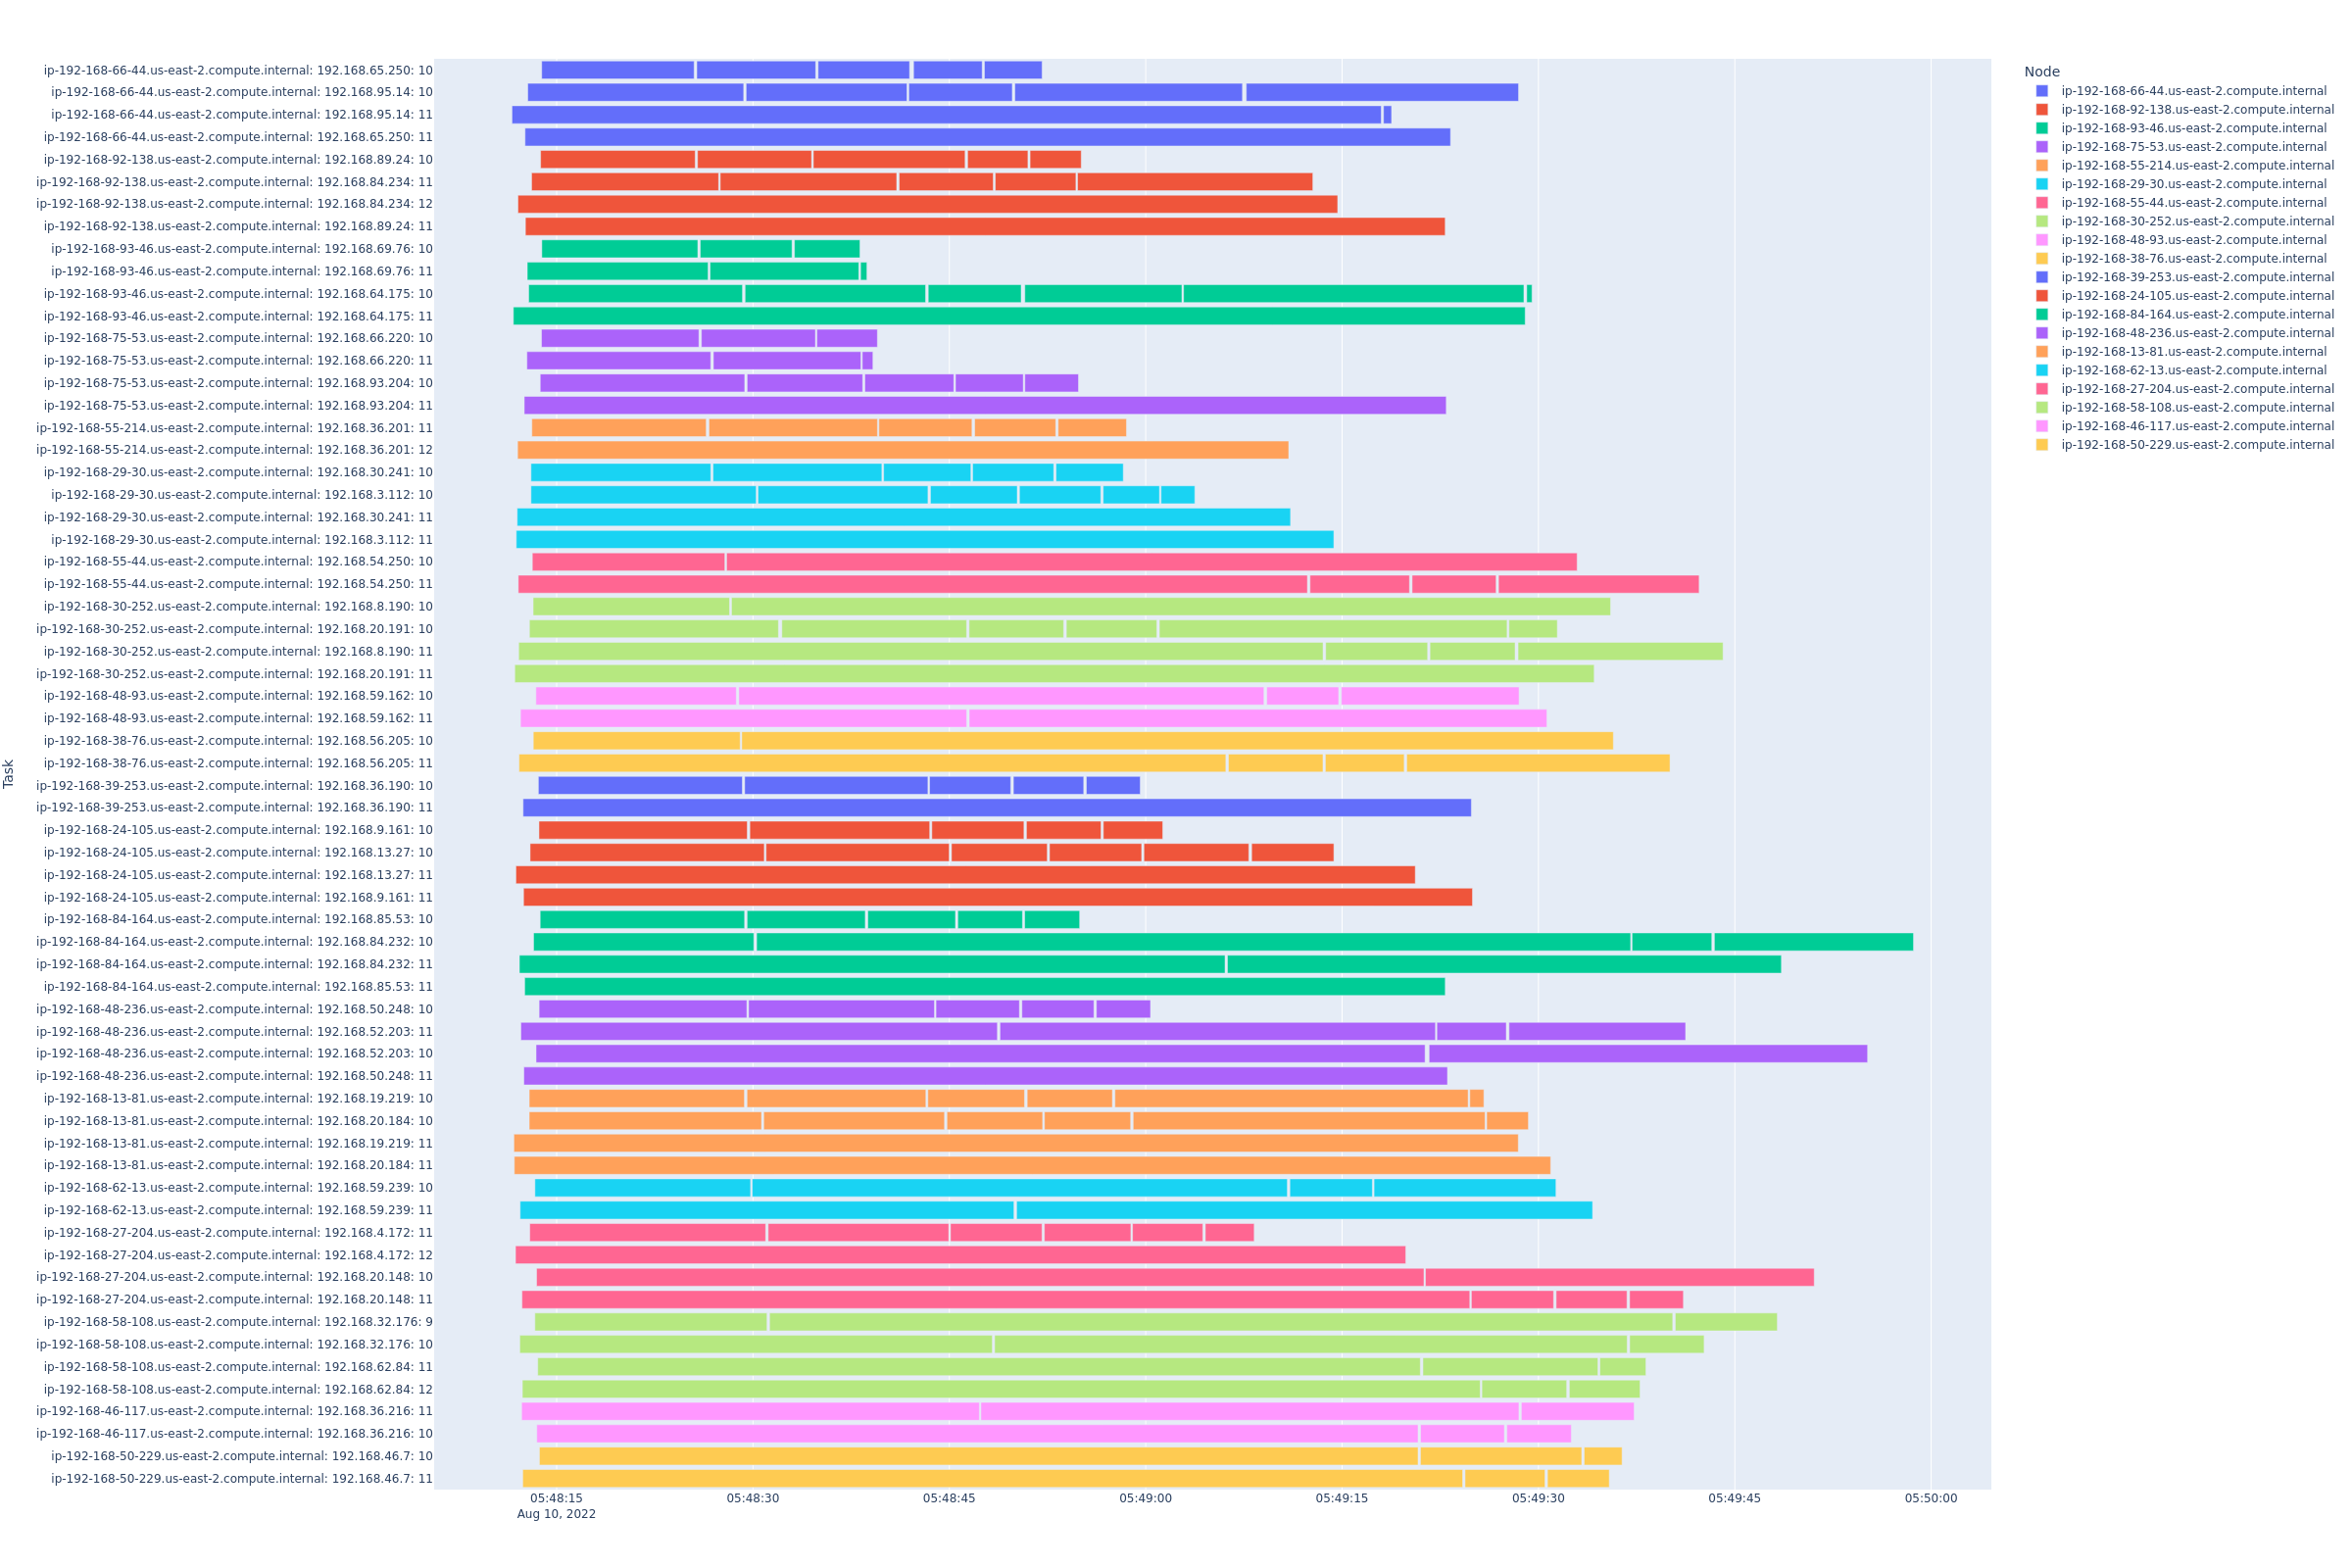 ip-192-168-66-44.us-east-2.compute.internal: 192.168.65.250: 10
ip-192-168-66-44.us-east-2.compute.internal: 192.168.95.14: 10
ip-192-168-66-44.us-east-2.compute.internal: 192.168.95.14: 11
ip-192-168-66-44.us-east-2.compute.internal: 192.168.65.250: 11
ip-192-168-92-138.us-east-2.compute.internal: 192.168.89.24: 10
ip-192-168-92-138.us-east-2.compute.internal: 192.168.84.234: 11
ip-192-168-92-138.us-east-2.compute.internal: 192.168.84.234: 12
ip-192-168-92-138.us-east-2.compute.internal: 192.168.89.24: 11
ip-192-168-93-46.us-east-2.compute.internal: 192.168.69.76: 10
ip-192-168-93-46.us-east-2.compute.internal: 192.168.69.76: 11
ip-192-168-93-46.us-east-2.compute.internal: 192.168.64.175: 10
ip-192-168-93-46.us-east-2.compute.internal: 192.168.64.175: 11
ip-192-168-75-53.us-east-2.compute.internal: 192.168.66.220: 10
ip-192-168-75-53.us-east-2.compute.internal: 192.168.66.220: 11
ip-192-168-75-53.us-east-2.compute.internal: 192.168.93.204: 10
ip-192-168-75-53.us-east-2.compute.internal: 192.168.93.204: 11
ip-192-168-55-214.us-east-2.compute.internal: 192.168.36.201: 11
ip-192-168-55-214.us-east-2.compute.internal: 192.168.36.201: 12
ip-192-168-29-30.us-east-2.compute.internal: 192.168.30.241: 10
ip-192-168-29-30.us-east-2.compute.internal: 192.168.3.112: 10
ip-192-168-29-30.us-east-2.compute.internal: 192.168.30.241: 11
ip-192-168-29-30.us-east-2.compute.internal: 192.168.3.112: 11
ip-192-168-55-44.us-east-2.compute.internal: 192.168.54.250: 10
ip-192-168-55-44.us-east-2.compute.internal: 192.168.54.250: 11
ip-192-168-30-252.us-east-2.compute.internal: 192.168.8.190: 10
ip-192-168-30-252.us-east-2.compute.internal: 192.168.20.191: 10
ip-192-168-30-252.us-east-2.compute.internal: 192.168.8.190: 11
ip-192-168-30-252.us-east-2.compute.internal: 192.168.20.191: 11
ip-192-168-48-93.us-east-2.compute.internal: 192.168.59.162: 10
ip-192-168-48-93.us-east-2.compute.internal: 192.168.59.162: 11
ip-192-168-38-76.us-east-2.compute.internal: 192.168.56.205: 10
ip-192-168-38-76.us-east-2.compute.internal: 192.168.56.205: 11
ip-192-168-39-253.us-east-2.compute.internal: 192.168.36.190: 10
ip-192-168-39-253.us-east-2.compute.internal: 192.168.36.190: 11
ip-192-168-24-105.us-east-2.compute.internal: 192.168.9.161: 10
ip-192-168-24-105.us-east-2.compute.internal: 192.168.13.27: 10
ip-192-168-24-105.us-east-2.compute.internal: 192.168.13.27: 11
ip-192-168-24-105.us-east-2.compute.internal: 192.168.9.161: 11
ip-192-168-84-164.us-east-2.compute.internal: 192.168.85.53: 10
ip-192-168-84-164.us-east-2.compute.internal: 192.168.84.232: 10
ip-192-168-84-164.us-east-2.compute.internal: 192.168.84.232: 11
ip-192-168-84-164.us-east-2.compute.internal: 192.168.85.53: 11
ip-192-168-48-236.us-east-2.compute.internal: 192.168.50.248: 10
ip-192-168-48-236.us-east-2.compute.internal: 192.168.52.203: 11
ip-192-168-48-236.us-east-2.compute.internal: 192.168.52.203: 10
ip-192-168-48-236.us-east-2.compute.internal: 192.168.50.248: 11
ip-192-168-13-81.us-east-2.compute.internal: 192.168.19.219: 10
ip-192-168-13-81.us-east-2.compute.internal: 192.168.20.184: 10
ip-192-168-13-81.us-east-2.compute.internal: 192.168.19.219: 11
ip-192-168-13-81.us-east-2.compute.internal: 192.168.20.184: 11
ip-192-168-62-13.us-east-2.compute.internal: 192.168.59.239: 10
ip-192-168-62-13.us-east-2.compute.internal: 192.168.59.239: 11
ip-192-168-27-204.us-east-2.compute.internal: 192.168.4.172: 11
ip-192-168-27-204.us-east-2.compute.internal: 192.168.4.172: 12
ip-192-168-27-204.us-east-2.compute.internal: 192.168.20.148: 10
ip-192-168-27-204.us-east-2.compute.internal: 192.168.20.148: 11
ip-192-168-58-108.us-east-2.compute.internal: 192.168.32.176: 9
ip-192-168-58-108.us-east-2.compute.internal: 192.168.32.176: 10
ip-192-168-58-108.us-east-2.compute.internal: 192.168.62.84: 11
ip-192-168-58-108.us-east-2.compute.internal: 192.168.62.84: 12
ip-192-168-46-117.us-east-2.compute.internal: 192.168.36.216: 11
ip-192-168-46-117.us-east-2.compute.internal: 192.168.36.216: 10
ip-192-168-50-229.us-east-2.compute.internal: 192.168.46.7: 10
ip-192-168-50-229.us-east-2.compute.internal: 192.168.46.7: 11
Task
05:48:15 05:48:30 05:48:45 05:49:00 05:49:15 05:49:30 05:49:45 05:50:00
Aug 10, 2022
Node
ip-192-168-66-44.us-east-2.compute.internal
ip-192-168-92-138.us-east-2.compute.internal
ip-192-168-93-46.us-east-2.compute.internal
ip-192-168-75-53.us-east-2.compute.internal
ip-192-168-55-214.us-east-2.compute.internal
ip-192-168-29-30.us-east-2.compute.internal
ip-192-168-55-44.us-east-2.compute.internal
ip-192-168-30-252.us-east-2.compute.internal
ip-192-168-48-93.us-east-2.compute.internal
ip-192-168-38-76.us-east-2.compute.internal
ip-192-168-39-253.us-east-2.compute.internal
ip-192-168-24-105.us-east-2.compute.internal
ip-192-168-84-164.us-east-2.compute.internal
ip-192-168-48-236.us-east-2.compute.internal
ip-192-168-13-81.us-east-2.compute.internal
ip-192-168-62-13.us-east-2.compute.internal
ip-192-168-27-204.us-east-2.compute.internal
ip-192-168-58-108.us-east-2.compute.internal
ip-192-168-46-117.us-east-2.compute.internal
ip-192-168-50-229.us-east-2.compute.internal